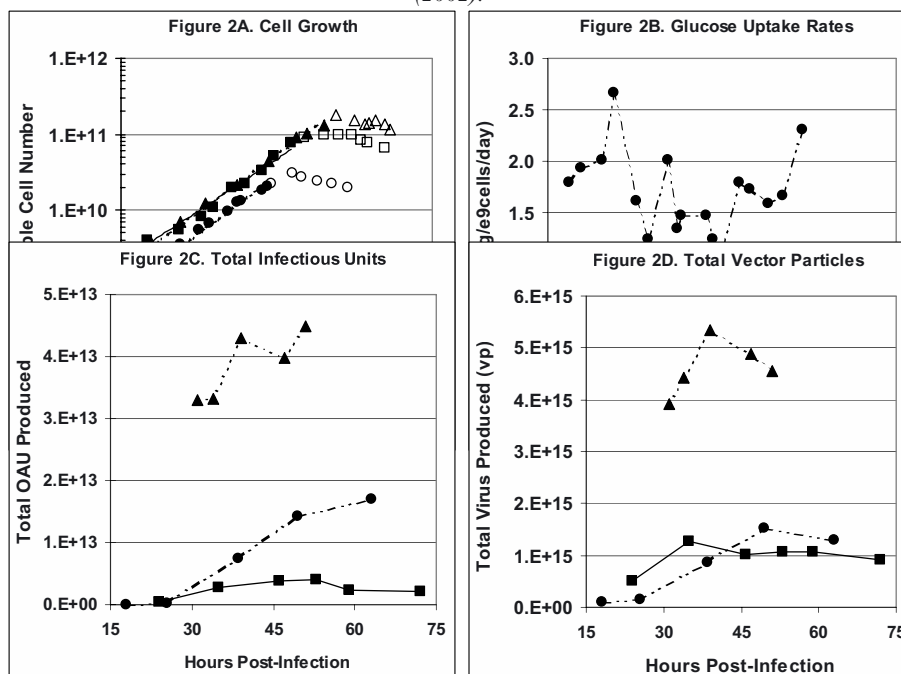 (2002).
Figure 2A. Cell Growth
1.E+12
1.E+11
1.E+10
Cell Number
Figure 2B. Glucose Uptake Rates
3.0
2.5
2.0
1.5
g/e9cells/day)
Figure 2C. Total Infectious Units
5.E+13
4.E+13
3.E+13
2.E+13
1.E+13
0.E+00
Total OAU Produced
15 30 45 60 75
Hours Post-Infection
Figure 2D. Total Vector Particles
6.E+15
5.E+15
4.E+15
3.E+15
2.E+15
1.E+15
0.E+00
Total Virus Produced (vp)
15 30 45 60 75
Hours Post-Infection